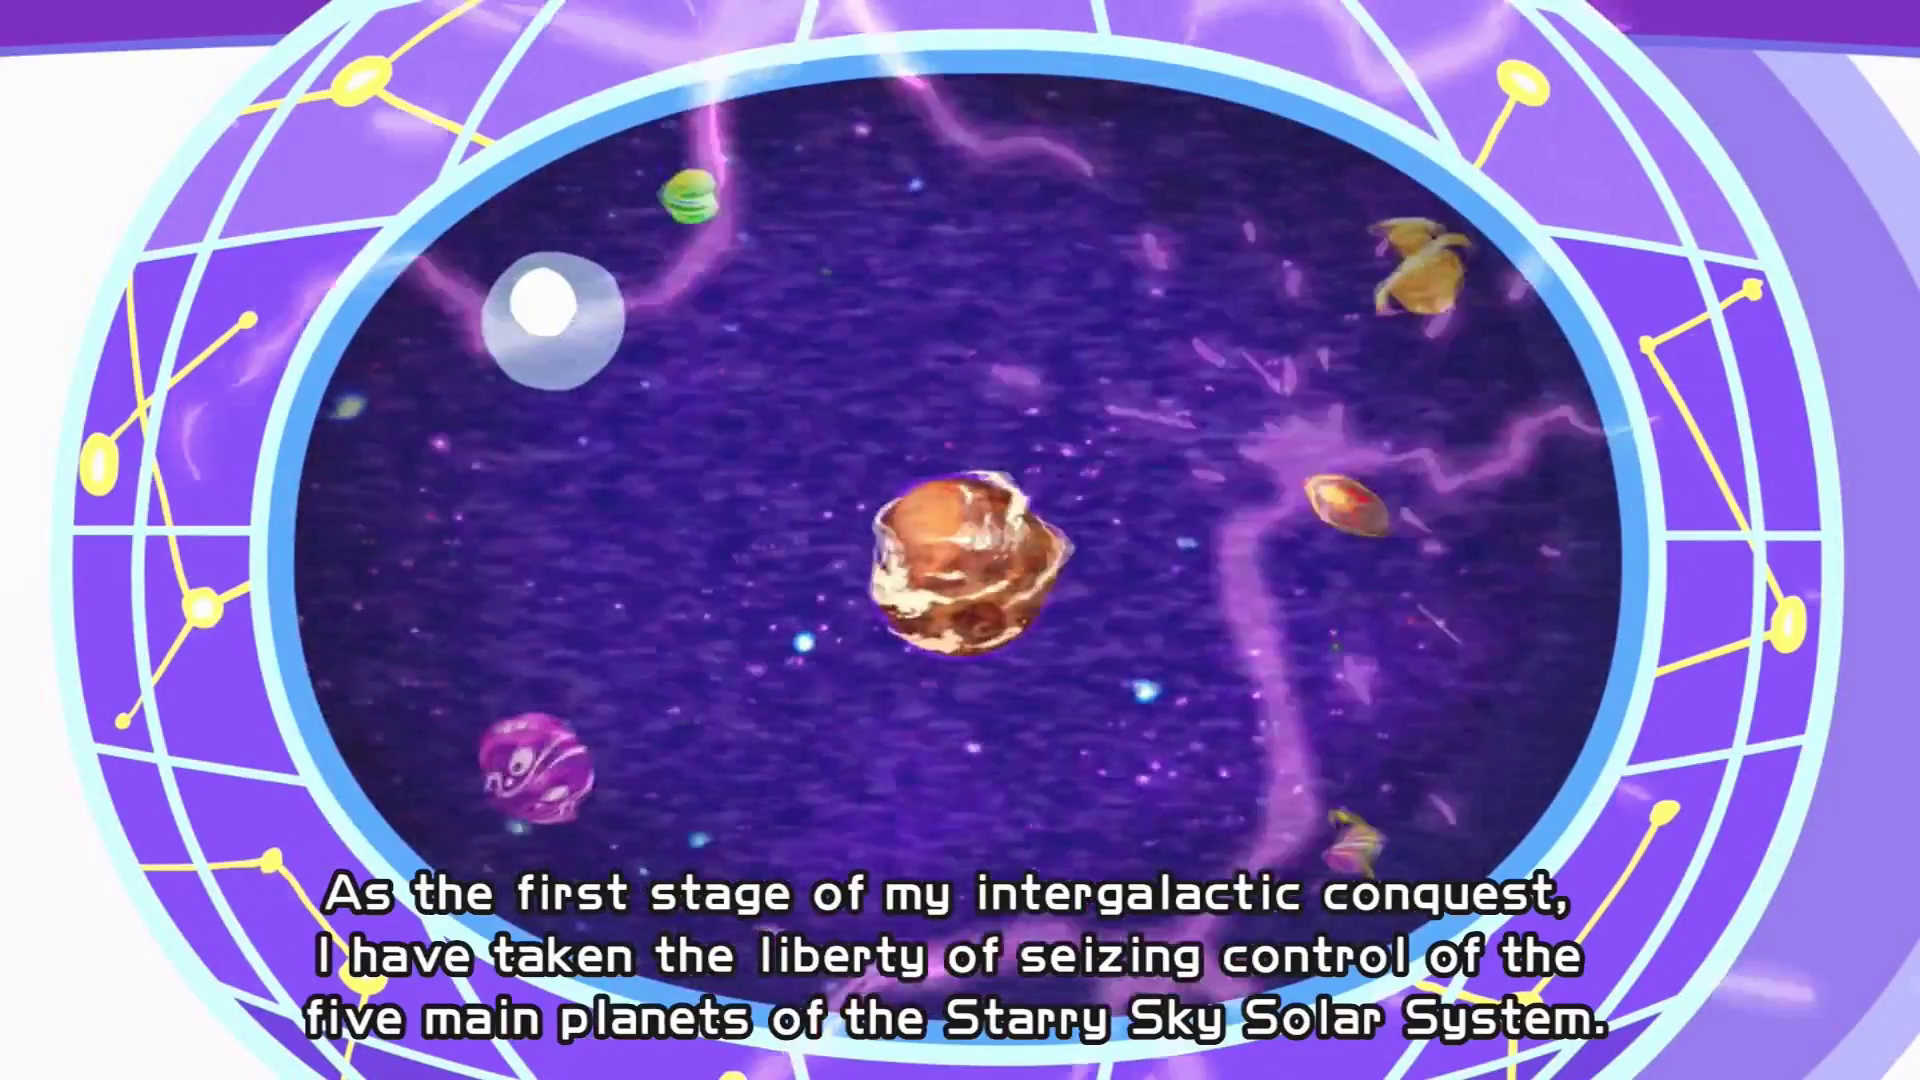 As the first stage of my intergalactic conquest,
I have taken the liberty of seizing control of the
five main planets of the Starry Sky Solar System.